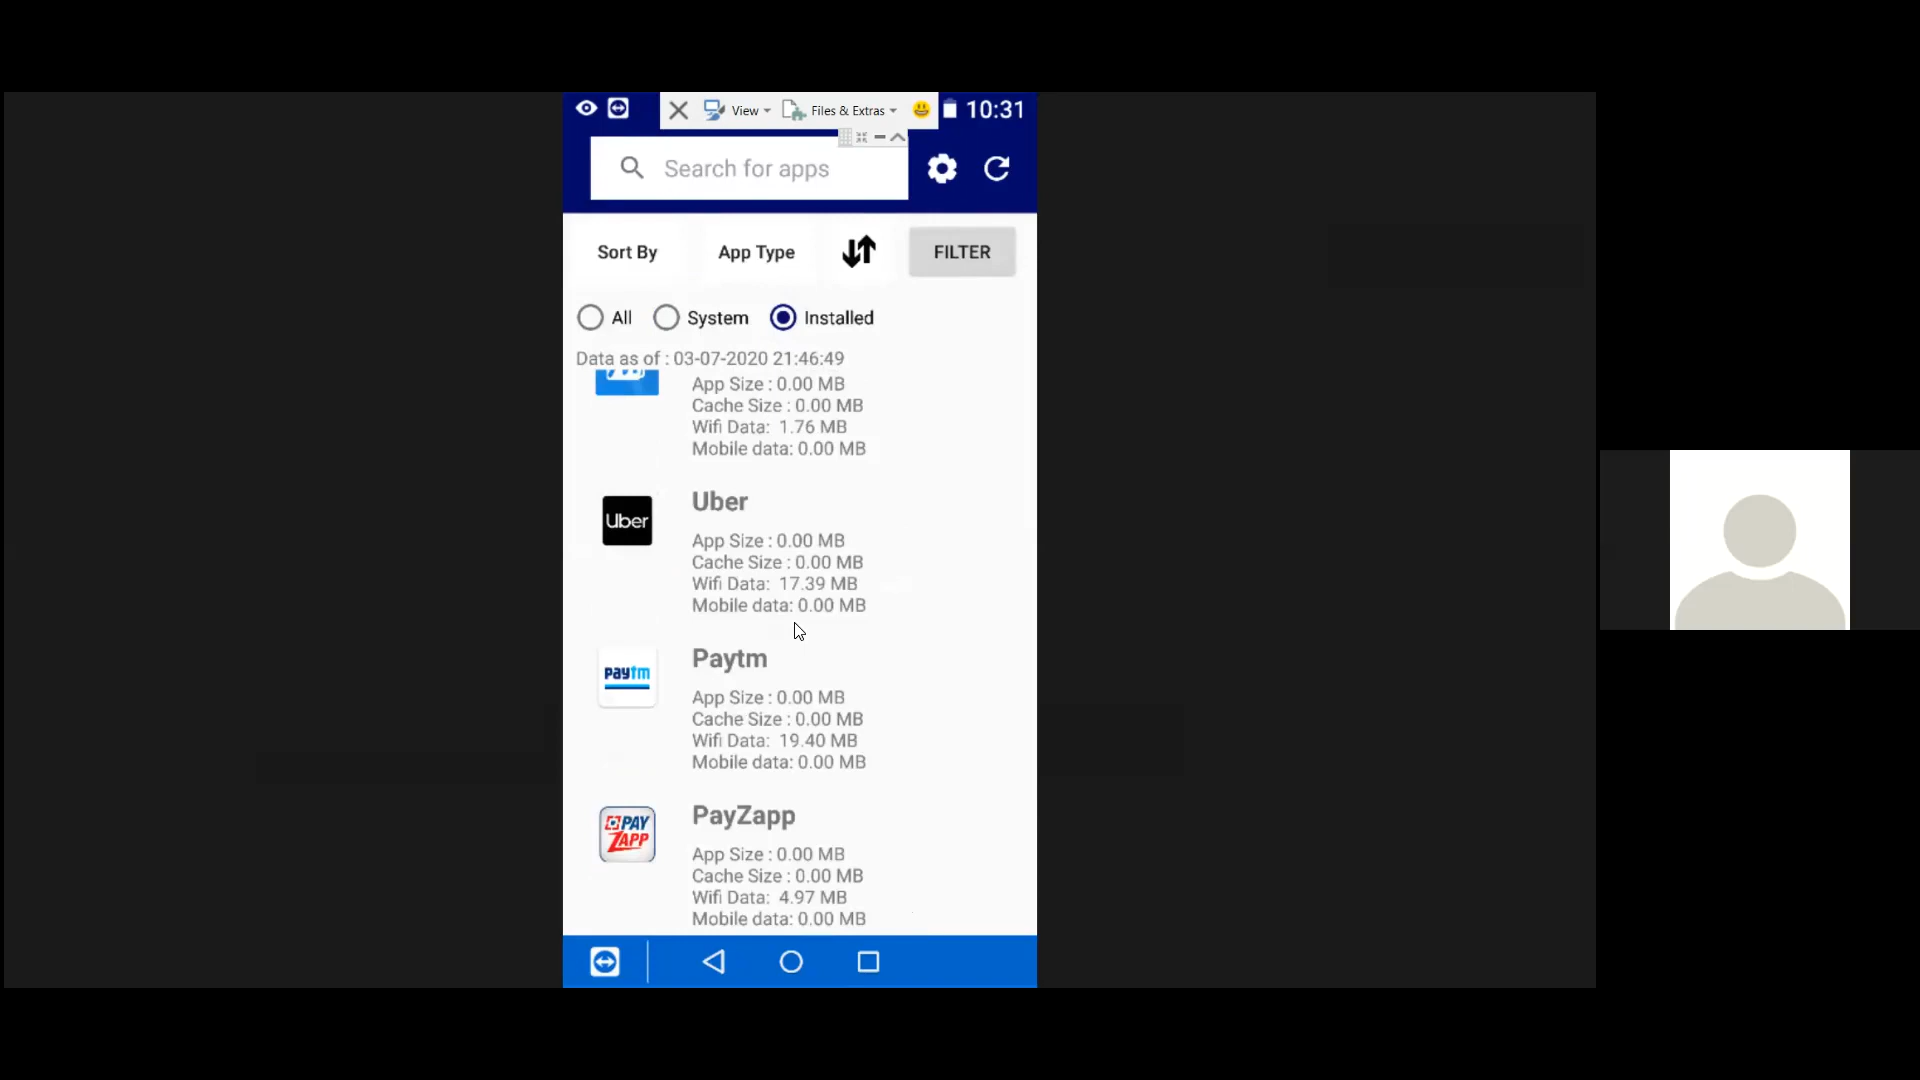 View Files & Extras 10:31
Search for apps
Sort By App Type FILTER
All System Installed
Data as of : 03-07-2020 21:46:49
App Size : 0.00 MB
Cache Size : 0.00 MB
Wifi Data: 1.76 MB
Mobile data: 0.00 MB
Uber
Uber
App Size : 0.00 MB
Cache Size : 0.00 MB
Wifi Data: 17.39 MB
Mobile data: 0.00 MB
Paytm
paytm
App Size : 0.00 MB
Cache Size : 0.00 MB
Wifi Data: 19.40 MB
Mobile data: 0.00 MB
PayZapp
PAY
ZAPP
App Size : 0.00 MB
Cache Size : 0.00 MB
Wifi Data: 4.97 MB
Mobile data: 0.00 MB